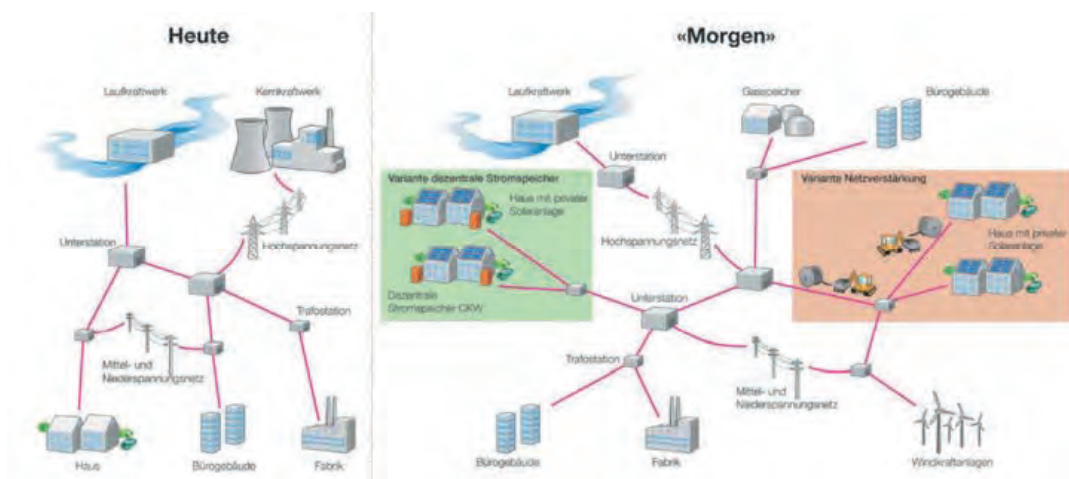 Heute
Laufkraftwerk
Kernkraftwerk
Unterstation
Hochspannungsnetz
Trafostation
Mittel- und
Niederspannungsnetz
Haus
Bürogebäude
Fabrik
«Morgen»
Laufkraftwerk
Gasspeicher
Bürogebäude
Unterstation
Variante dezentrale Stromspeicher
Haus mit privater
Solaranlage
Hochspannungsnetz
Variante Netzverstärkung
Haus mit privater
Solaranlage
Dezentrale
Stromspeicher CKW
Unterstation
Trafostation
Mittel- und
Niederspannungsnetz
Bürogebäude
Fabrik
Windkraftanlagen